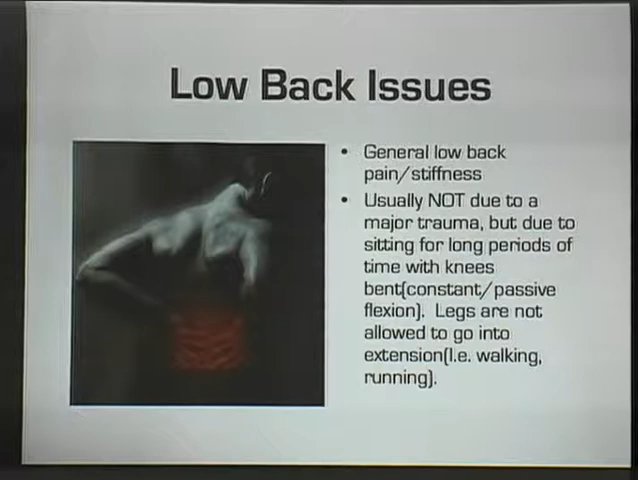 Low Back Issues
• General low back
pain/stiffness
• Usually NOT due to a
major trauma, but due to
sitting for long periods of
time with knees
bent(constant/passive
flexion). Legs are not
allowed to go into
extension(I.e. walking,
running).